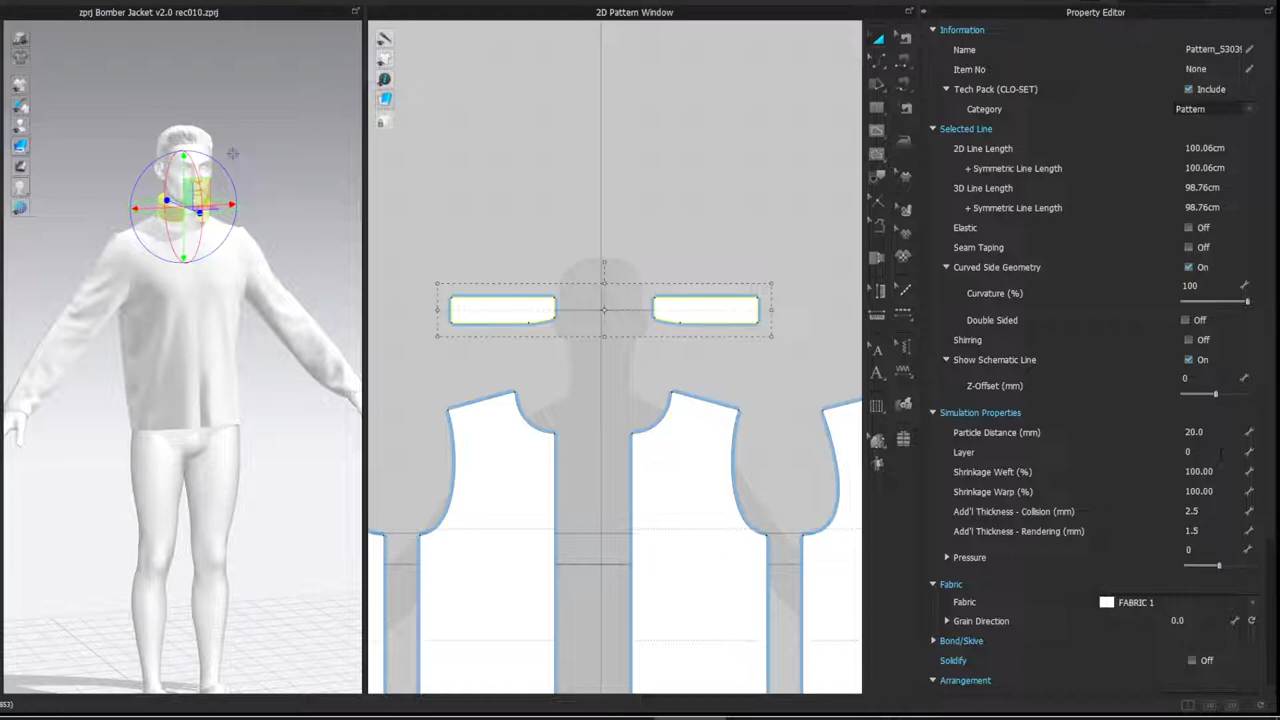 zprj Bomber Jacket v2.0 rec010.zprj
2D Pattern Window
Property Editor
Information
Name Pattern_5303
Item No None
Tech Pack (CLO-SET) Include
Category Pattern
Selected Line
2D Line Length 100.06cm
+ Symmetric Line Length 100.06cm
3D Line Length 98.76cm
+ Symmetric Line Length 98.76cm
Elastic Off
Seam Taping Off
Curved Side Geometry On
Curvature (%) 100
Double Sided Off
Shirring Off
Show Schematic Line On
Z-Offset (mm) 0
Simulation Properties
Particle Distance (mm) 20.0
Layer 0
Shrinkage Weft (%) 100.00
Shrinkage Warp (%) 100.00
Add'l Thickness - Collision (mm) 2.5
Add'l Thickness - Rendering (mm) 1.5
Pressure 0
Fabric
Fabric FABRIC 1
Grain Direction 0.0
Bond/Skive
Solidify Off
Arrangement
653)